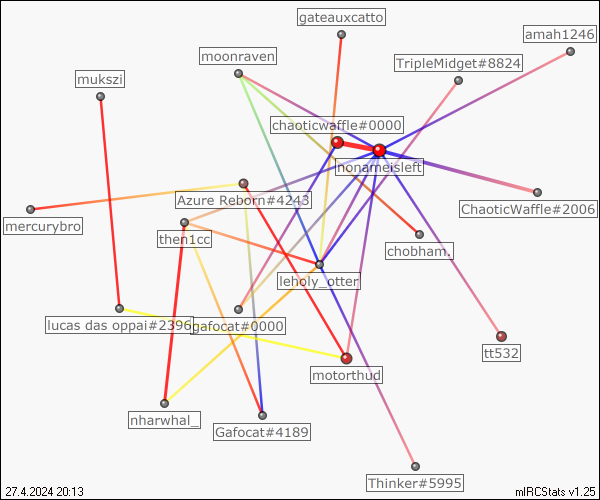 gateauxcatto
amah1246
moonraven
TripleMidget#8824
mukszi
chaoticwaffle#0000
nonameisleft
Azure Reborn#4243
ChaoticWaffle#2006
mercurybro
then1cc
chobham.
leholy_otter
lucas das oppai#2396
gafocat#0000
tt532
motorthud
nharwhal_
Gafocat#4189
Thinker#5995
27.4.2024 20:13
mIRCStats v1.25